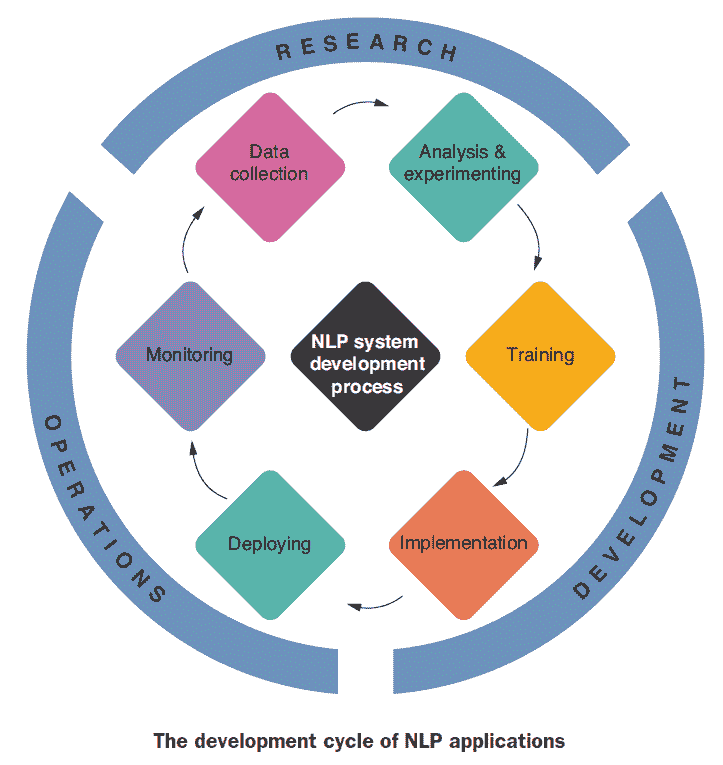 RESEARCH
Data
collection
Analysis &
experimenting
Monitoring
NLP system
development
process
Training
OPERATIONS
DEVELOPMENT
Deploying
Implementation
The development cycle of NLP applications